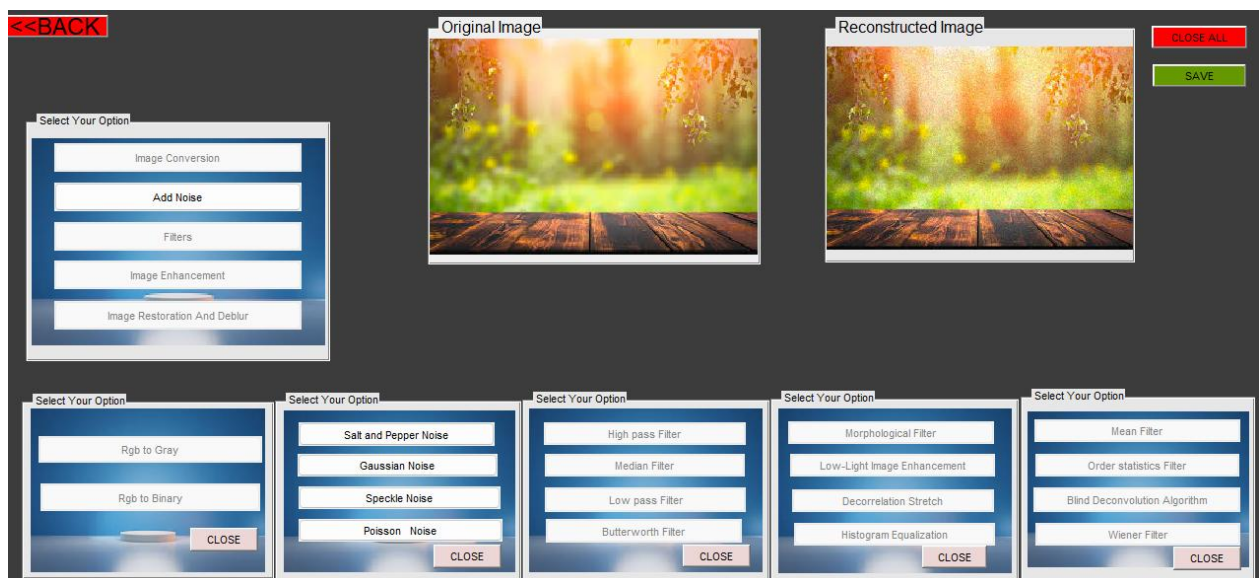 <<BACK
Original Image
Reconstructed Image
CLOSE ALL
SAVE
Select Your Option
Image Conversion
Add Noise
Filters
Image Enhancement
Image Restoration And Deblur
Select Your Option
Rgb to Gray
Rgb to Binary
CLOSE
Select Your Option
Salt and Pepper Noise
Gaussian Noise
Speckle Noise
Poisson Noise
CLOSE
Select Your Option
High pass Filter
Median Filter
Low pass Filter
Butterworth Filter
CLOSE
Select Your Option
Morphological Filter
Low-Light Image Enhancement
Decorrelation Stretch
Histogram Equalization
CLOSE
Select Your Option
Mean Filter
Order statistics Filter
Blind Deconvolution Algorithm
Wiener Filter
CLOSE